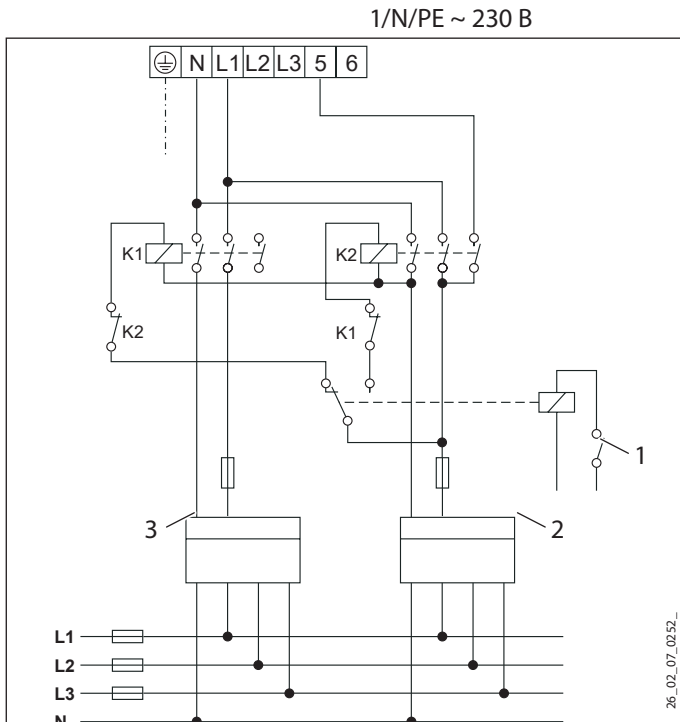 1/N/PE ~ 230 В
N L1 L2 L3 5 6
K1
K2
K2
K1
1
3
2
L1
L2
L3
N
26_02_07_0252_